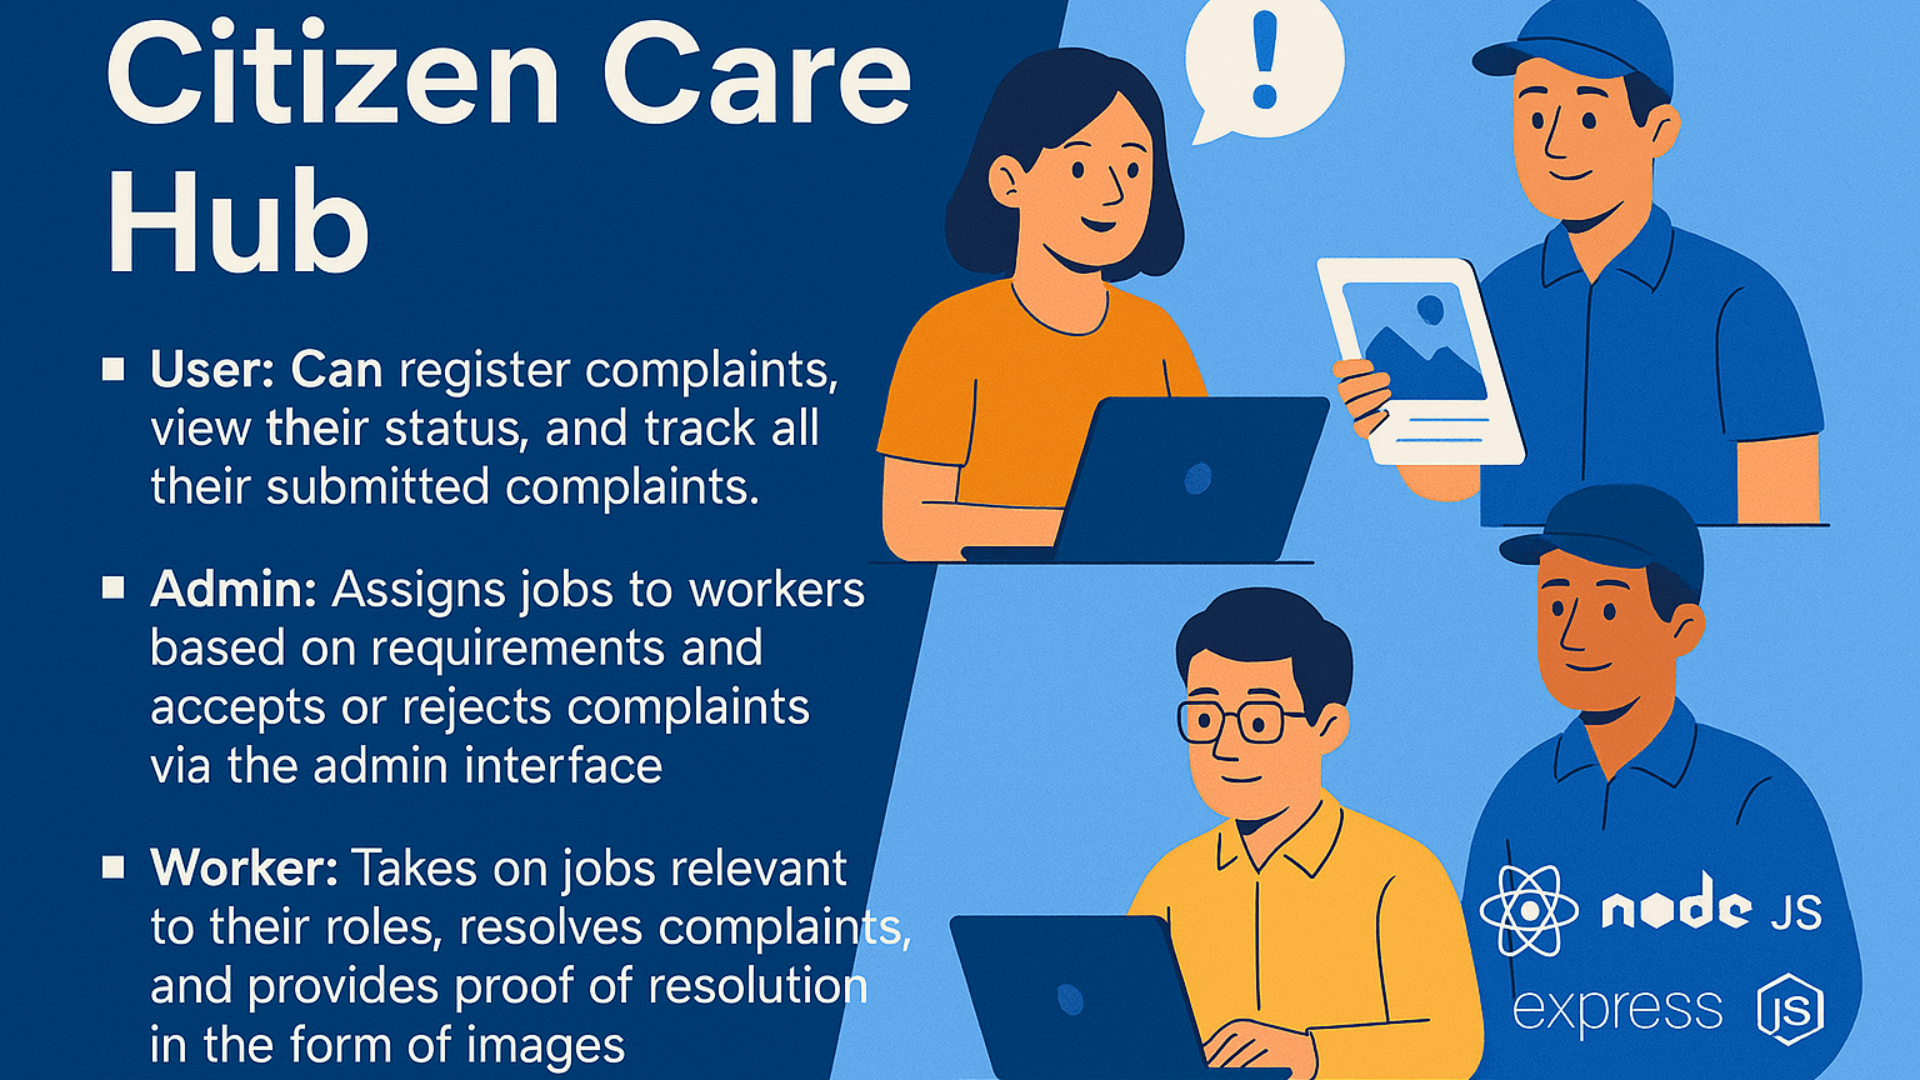 Citizen Care
Hub
User: Can register complaints,
view their status, and track all
their submitted complaints.
Admin: Assigns jobs to workers
based on requirements and
accepts or rejects complaints
via the admin interface
Worker: Takes on jobs relevant
to their roles, resolves complaints,
and provides proof of resolution
in the form of images
!
node JS
express JS